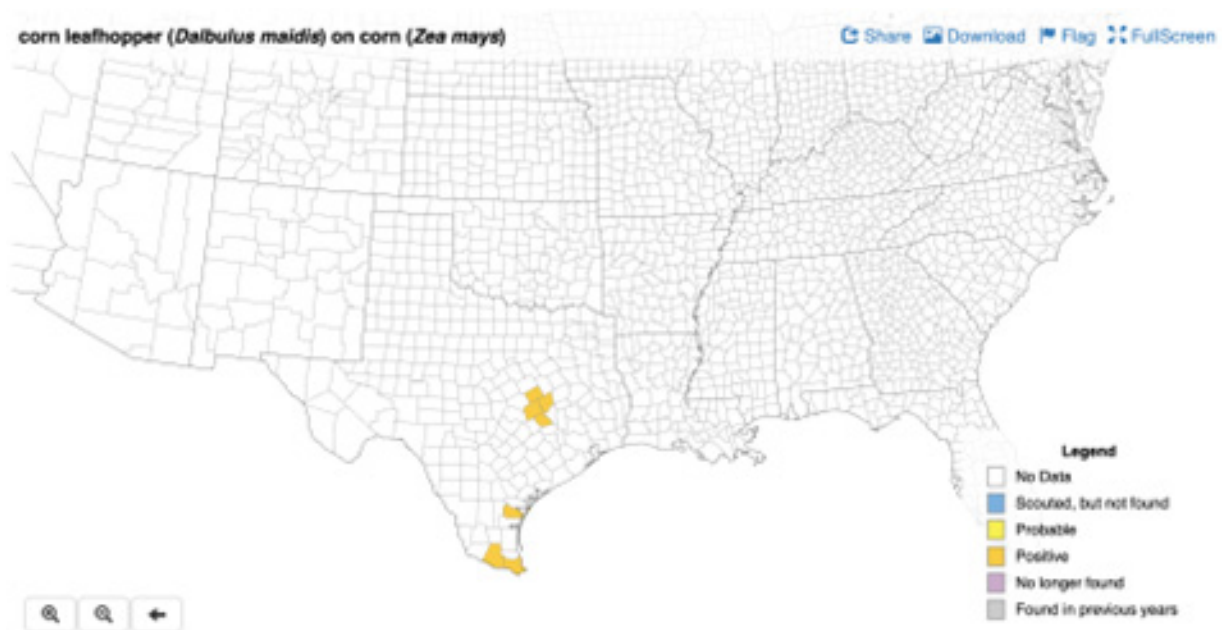 corn leafhopper (Dalbulus maidis) on corn (Zea mays)
Share Download Flag FullScreen
Legend
No Data
Scouted, but not found
Probable
Positive
No longer found
Found in previous years